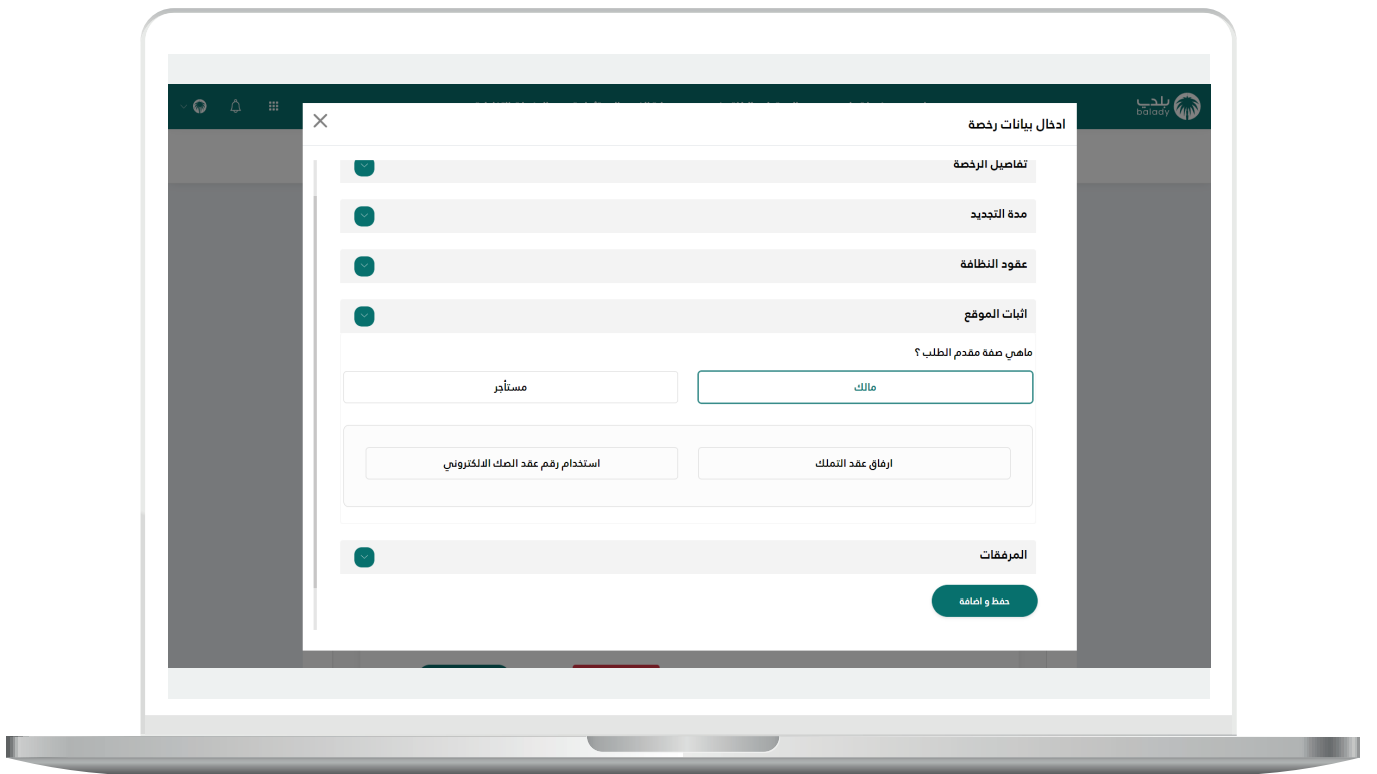 بلدي
balady
ادخال بيانات رخصة
تفاصيل الرخصة
مدة التجديد
عقود النظافة
اثبات الموقع
ماهي صفة مقدم الطلب ؟
مالك
مستأجر
ارفاق عقد التملك
استخدام رقم عقد الصك الالكتروني
المرفقات
حفظ و اضافة